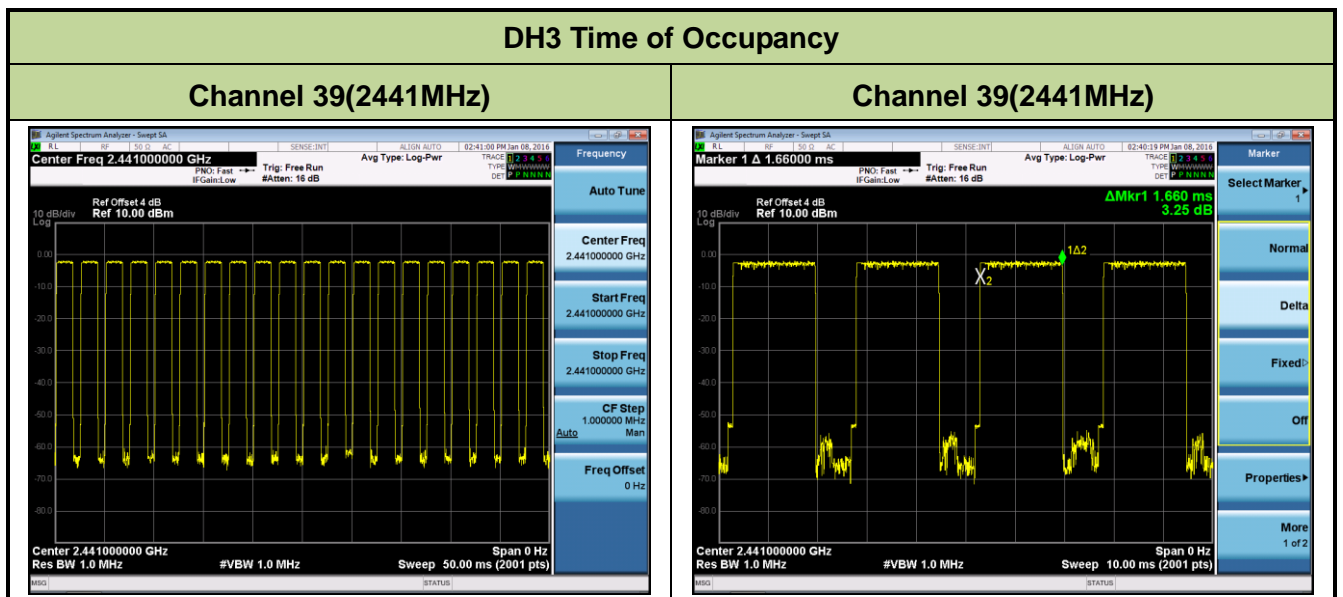 DH3 Time of Occupancy
Channel 39(2441MHz)
Agilent Spectrum Analyzer - Swept SA
RL RF 50 Ω AC SENSE:INT ALIGN AUTO 02:41:00 PM Jan 08, 2016
Center Freq 2.441000000 GHz
PNO: Fast
IFGain:Low
Trig: Free Run
#Atten: 16 dB
Avg Type: Log-Pwr
TRACE 1 2 3 4 5 6
TYPE WMWWWW
DET P P N N N N
Ref Offset 4 dB
10 dB/div Ref 10.00 dBm
Log
0.00
-10.0
-20.0
-30.0
-40.0
-50.0
-60.0
-70.0
-80.0
Center 2.441000000 GHz Span 0 Hz
Res BW 1.0 MHz #VBW 1.0 MHz Sweep 50.00 ms (2001 pts)
MSG STATUS
Frequency
Auto Tune
Center Freq
2.441000000 GHz
Start Freq
2.441000000 GHz
Stop Freq
2.441000000 GHz
CF Step
1.000000 MHz
Auto Man
Freq Offset
0 Hz
Channel 39(2441MHz)
Agilent Spectrum Analyzer - Swept SA
RL RF 50 Ω AC SENSE:INT ALIGN AUTO 02:40:19 PM Jan 08, 2016
Marker 1 Δ 1.66000 ms
PNO: Fast
IFGain:Low
Trig: Free Run
#Atten: 16 dB
Avg Type: Log-Pwr
TRACE 1 2 3 4 5 6
TYPE WMWWWW
DET P P N N N N
ΔMkr1 1.660 ms
3.25 dB
Ref Offset 4 dB
10 dB/div Ref 10.00 dBm
Log
0.00
-10.0
-20.0
-30.0
-40.0
-50.0
-60.0
-70.0
-80.0
1Δ2
X2
Center 2.441000000 GHz Span 0 Hz
Res BW 1.0 MHz #VBW 1.0 MHz Sweep 10.00 ms (2001 pts)
MSG STATUS
Marker
Select Marker
1
Normal
Delta
Fixed
Off
Properties
More
1 of 2